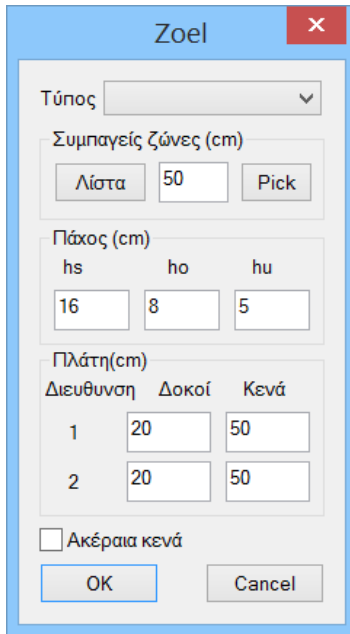 Zoel
Τύπος
Συμπαγείς ζώνες (cm)
Λίστα 50 Pick
Πάχος (cm)
hs ho hu
16 8 5
Πλάτη(cm)
Διευθυνση Δοκοί Κενά
1 20 50
2 20 50
Ακέραια κενά
OK Cancel